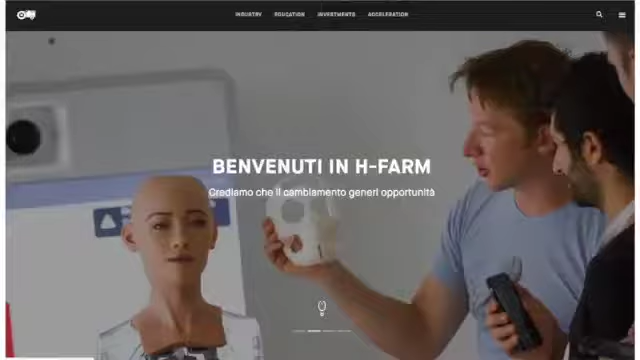 INDUSTRY EDUCATION INVESTMENTS ACCELERATION
BENVENUTI IN H-FARM
Crediamo che il cambiamento generi opportunità